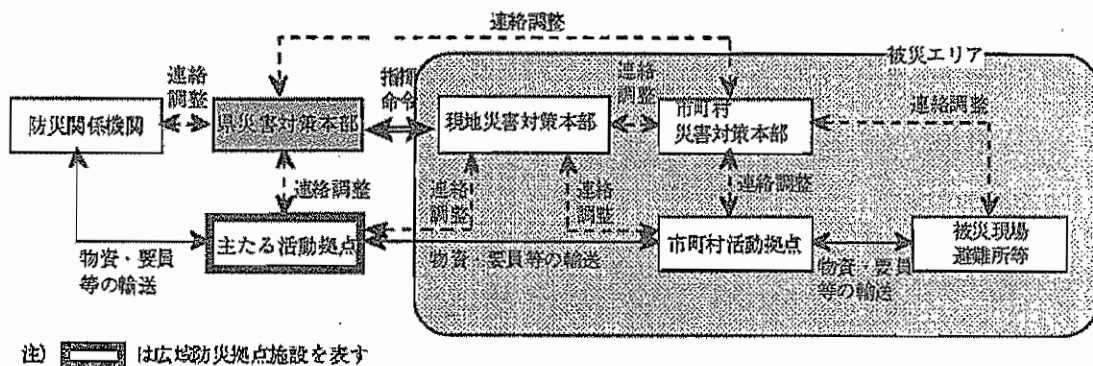 連絡調整
被災エリア
連絡
調整
指揮
命令
連絡
調整
連絡調整
防災関係機関
県災害対策本部
現地災害対策本部
市町村
災害対策本部
連絡調整
連絡
調整
連絡
調整
連絡調整
主たる活動拠点
市町村活動拠点
被災現場
避難所等
物資・要員
等の輸送
物資・要員等の輸送
物資・要員
等の輸送
注)
は広域防災拠点施設を表す